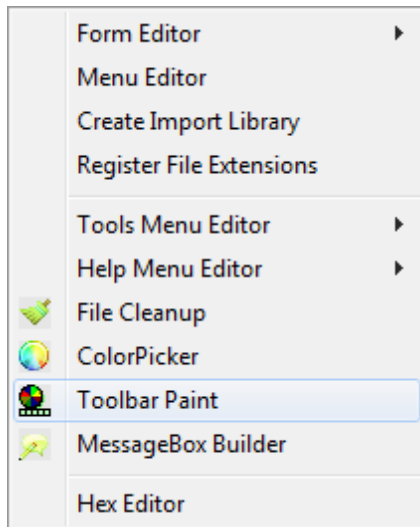 Form Editor
Menu Editor
Create Import Library
Register File Extensions
Tools Menu Editor
Help Menu Editor
File Cleanup
ColorPicker
Toolbar Paint
MessageBox Builder
Hex Editor